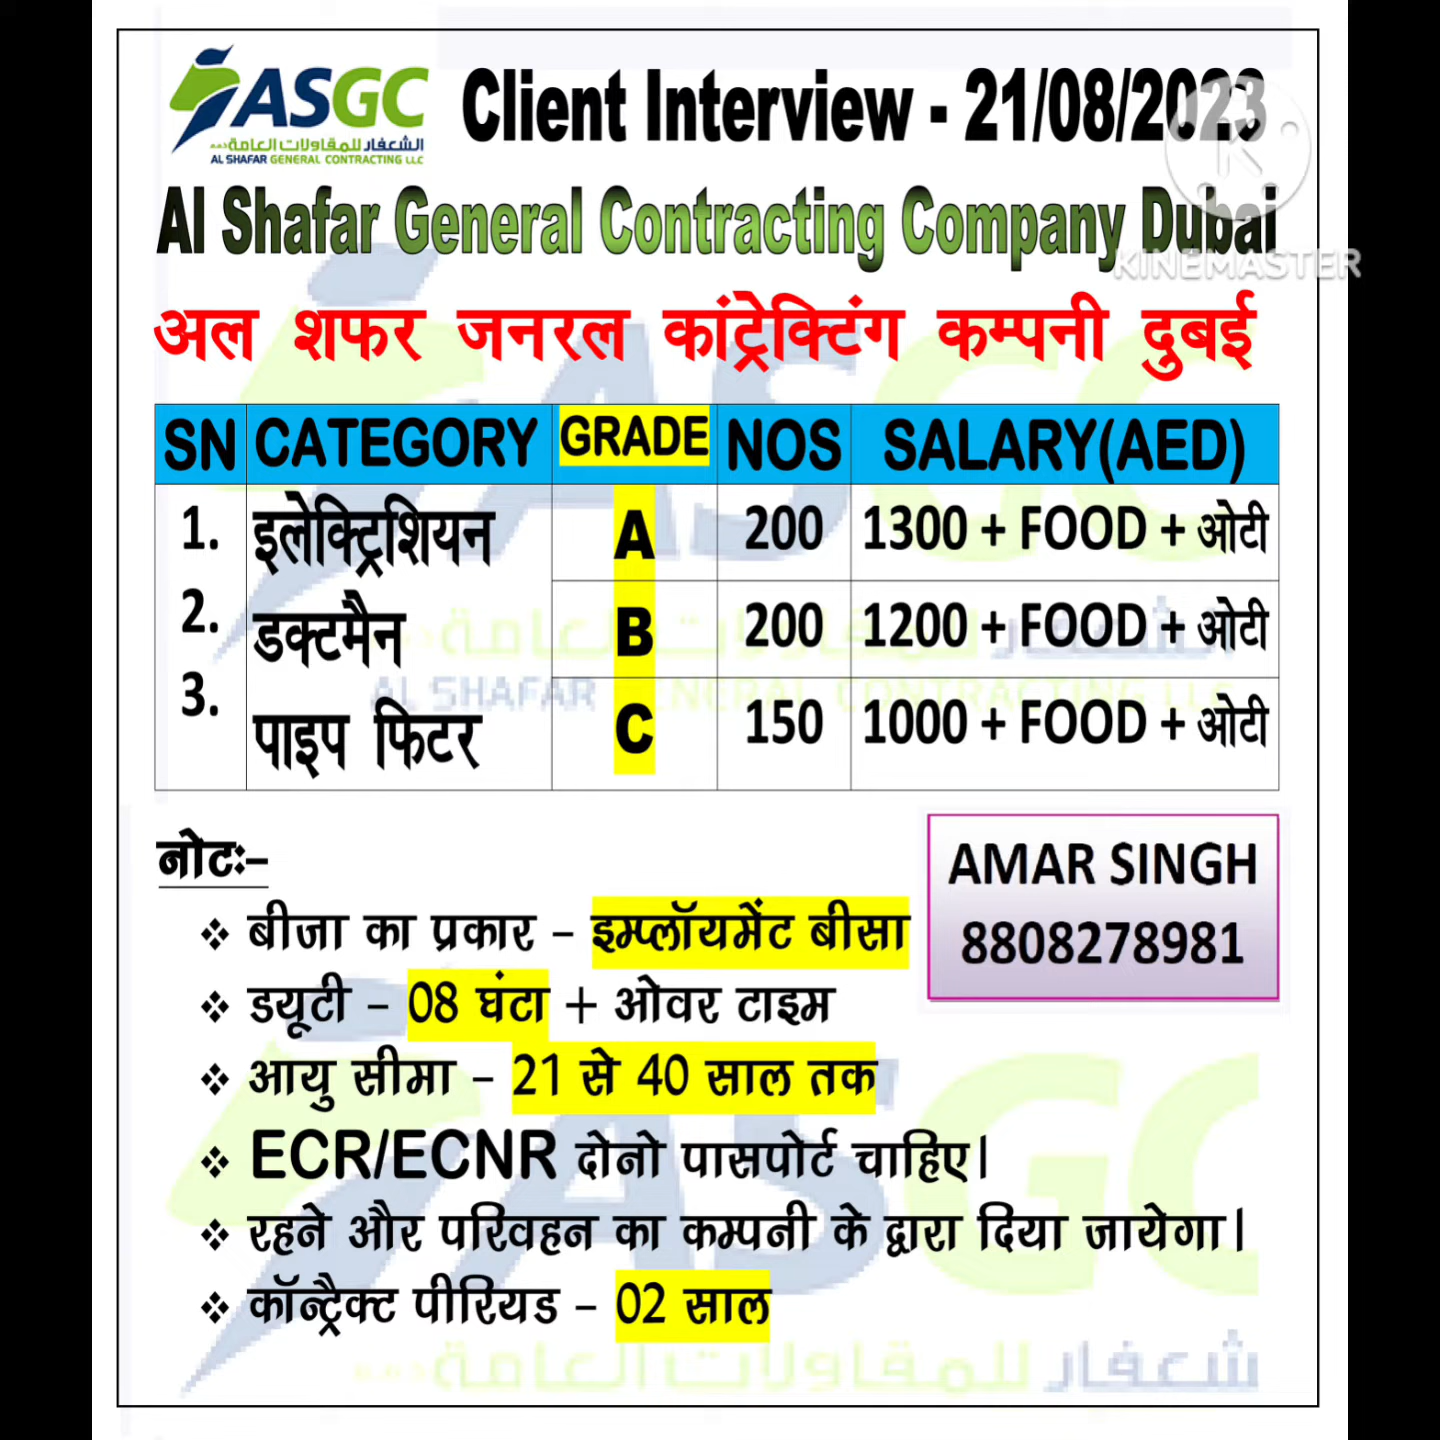 ASGC
الشعفار للمقاولات العامة ذ.م.م
AL SHAFAR GENERAL CONTRACTING LLC
Client Interview - 21/08/2023
Al Shafar General Contracting Company Dubai
KINEMASTER
अल शफर जनरल कांट्रेक्टिंग कम्पनी दुबई
SN CATEGORY GRADE NOS SALARY(AED)
1. इलेक्ट्रिशियन A 200 1300 + FOOD + ओटी
2. डक्टमैन B 200 1200 + FOOD + ओटी
3. पाइप फिटर C 150 1000 + FOOD + ओटी
नोटः-
AMAR SINGH
8808278981
❖ बीजा का प्रकार - इम्प्लॉयमेंट बीसा
❖ डयूटी - 08 घंटा + ओवर टाइम
❖ आयु सीमा - 21 से 40 साल तक
❖ ECR/ECNR दोनो पासपोर्ट चाहिए।
❖ रहने और परिवहन का कम्पनी के द्वारा दिया जायेगा।
❖ कॉन्ट्रैक्ट पीरियड - 02 साल